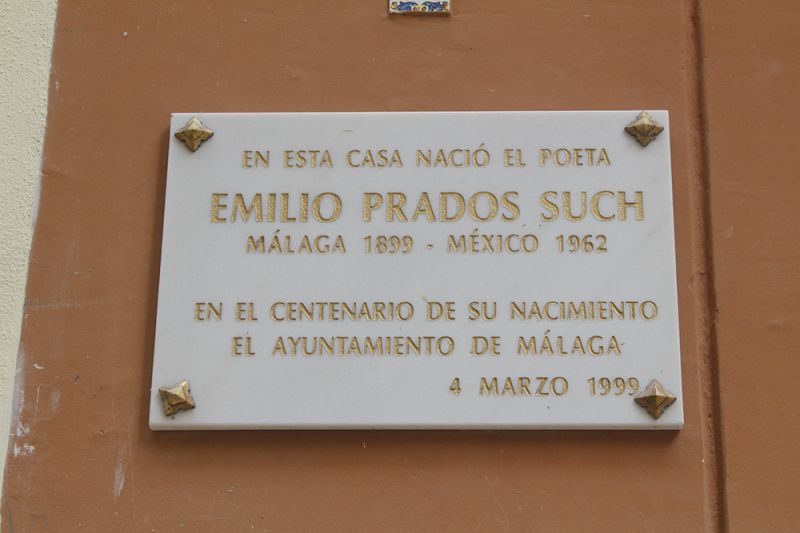 EN ESTA CASA NACIÓ EL POETA
EMILIO PRADOS SUCH
MÁLAGA 1899 - MÉXICO 1962
EN EL CENTENARIO DE SU NACIMIENTO
EL AYUNTAMIENTO DE MÁLAGA
4 MARZO 1999